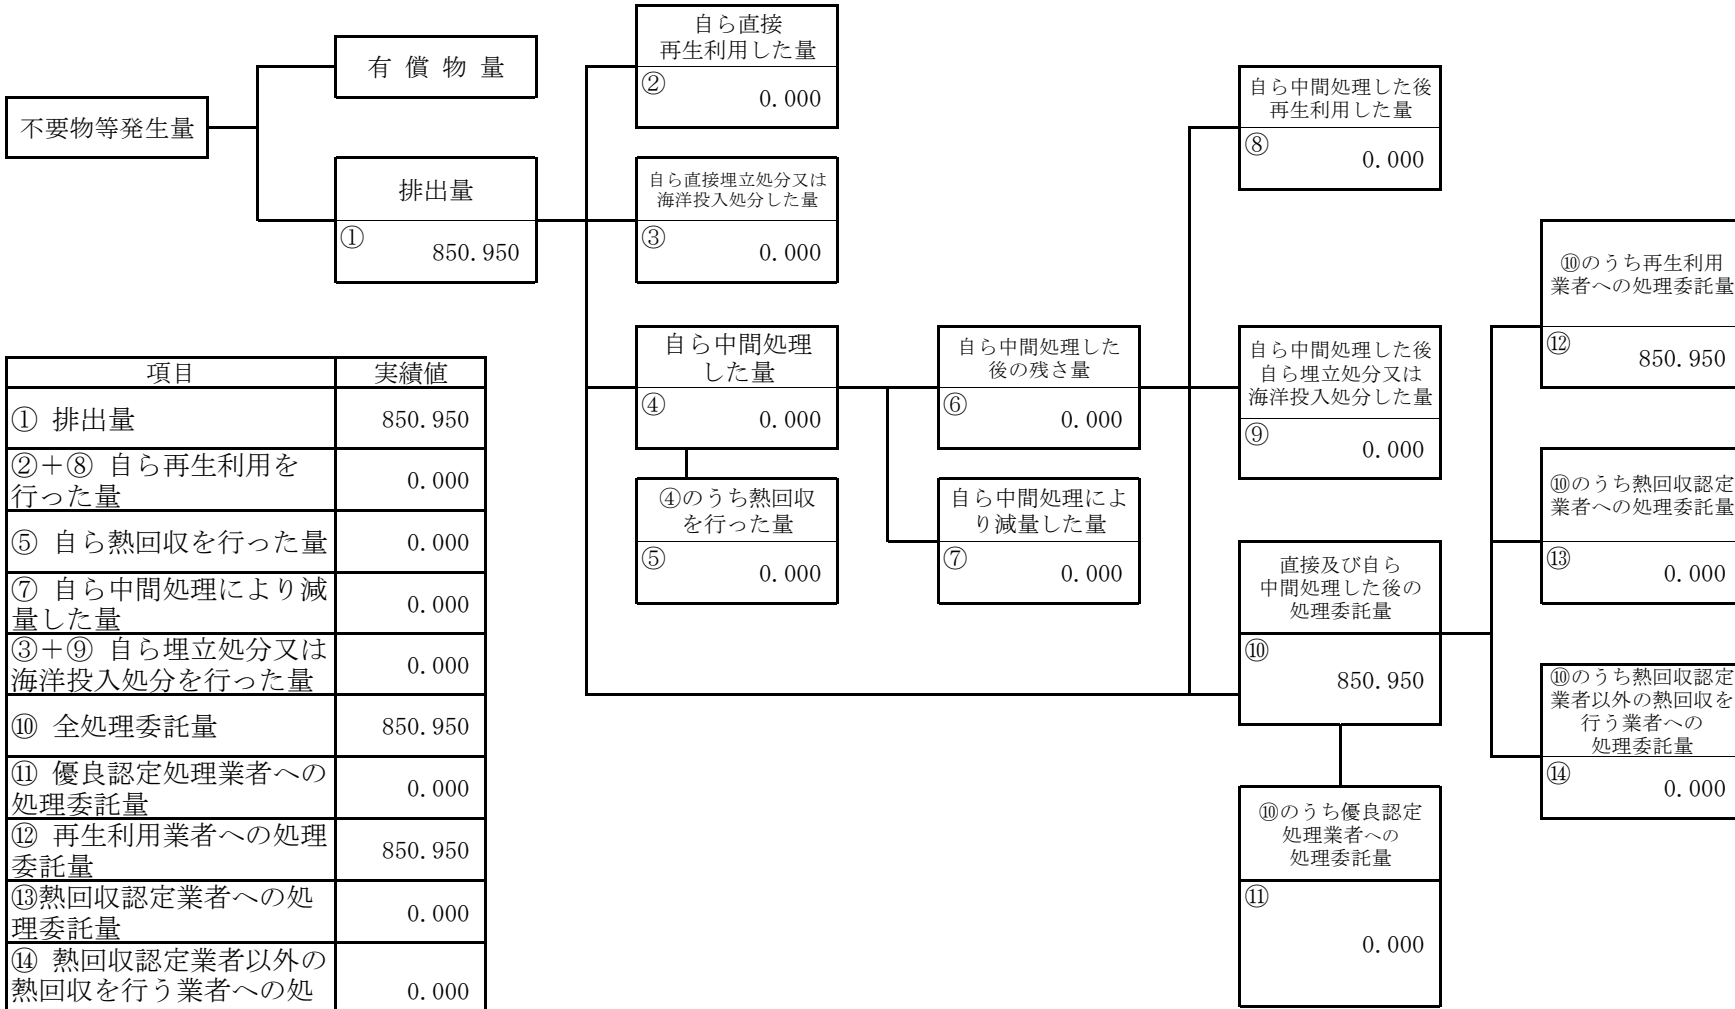 不要物等発生量
有 償 物 量
排出量
①
850.950
自ら直接
再生利用した量
②
0.000
自ら直接埋立処分又は
海洋投入処分した量
③
0.000
自ら中間処理
した量
④
0.000
④のうち熱回収
を行った量
⑤
0.000
自ら中間処理した
後の残さ量
⑥
0.000
自ら中間処理によ
り減量した量
⑦
0.000
自ら中間処理した後
再生利用した量
⑧
0.000
自ら中間処理した後
自ら埋立処分又は
海洋投入処分した量
⑨
0.000
直接及び自ら
中間処理した後の
処理委託量
⑩
850.950
⑩のうち優良認定
処理業者への
処理委託量
⑪
0.000
⑩のうち再生利用
業者への処理委託量
⑫
850.950
⑩のうち熱回収認定
業者への処理委託量
⑬
0.000
⑩のうち熱回収認定
業者以外の熱回収を
行う業者への
処理委託量
⑭
0.000
項目 実績値
① 排出量 850.950
②+⑧ 自ら再生利用を
行った量 0.000
⑤ 自ら熱回収を行った量 0.000
⑦ 自ら中間処理により減
量した量 0.000
③+⑨ 自ら埋立処分又は
海洋投入処分を行った量 0.000
⑩ 全処理委託量 850.950
⑪ 優良認定処理業者への
処理委託量 0.000
⑫ 再生利用業者への処理
委託量 850.950
⑬熱回収認定業者への処
理委託量 0.000
⑭ 熱回収認定業者以外の
熱回収を行う業者への処 0.000